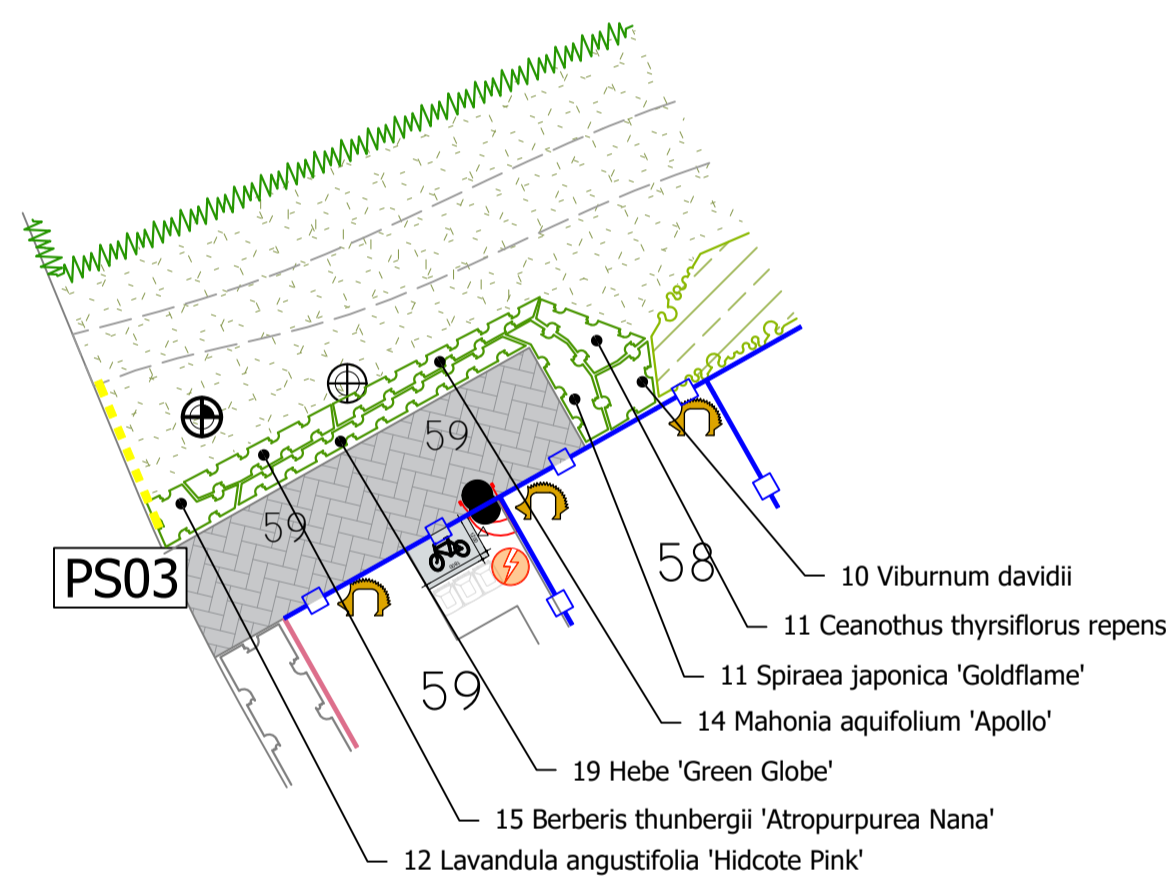 59
59
PS03
58
59
10 Viburnum davidii
11 Ceanothus thyrsiflorus repens
11 Spiraea japonica 'Goldflame'
14 Mahonia aquifolium 'Apollo'
19 Hebe 'Green Globe'
15 Berberis thunbergii 'Atropurpurea Nana'
12 Lavandula angustifolia 'Hidcote Pink'